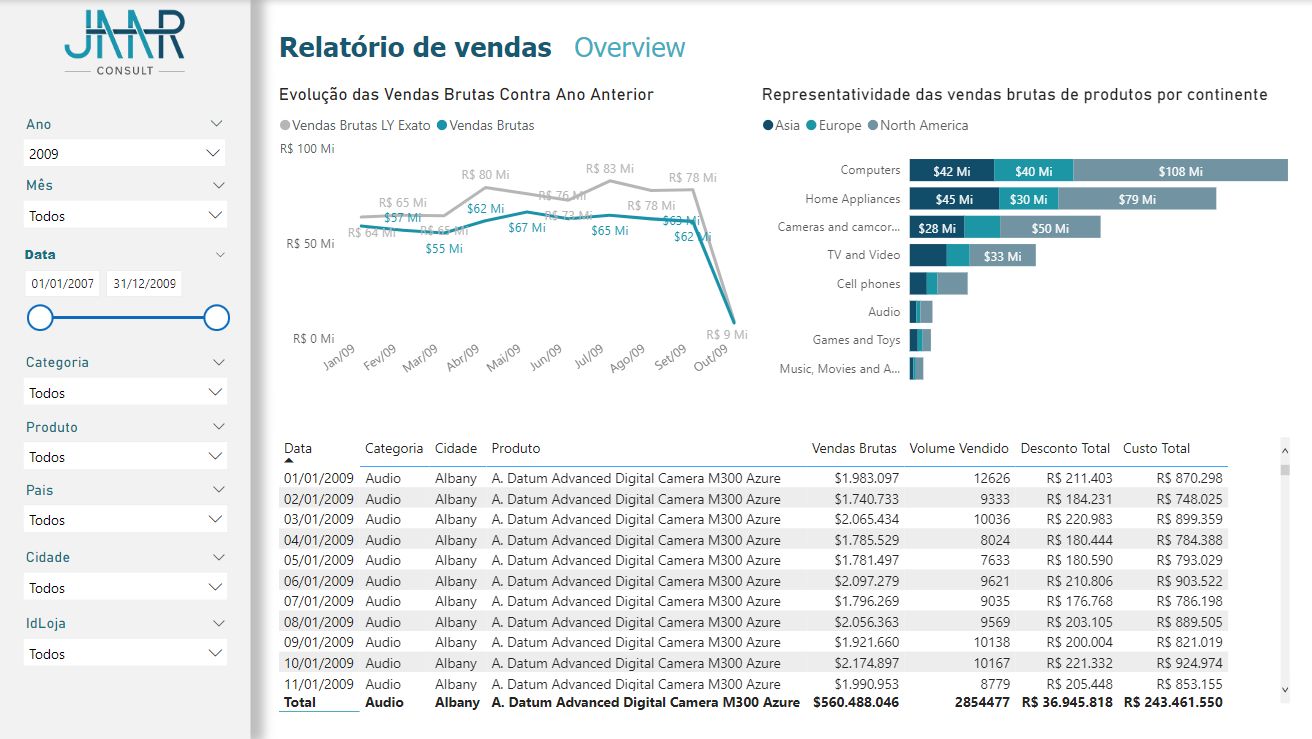 JMAR
CONSULT
Ano
2009
Mês
Todos
Data
01/01/2007 31/12/2009
Categoria
Todos
Produto
Todos
Pais
Todos
Cidade
Todos
IdLoja
Todos
Relatório de vendas Overview
Evolução das Vendas Brutas Contra Ano Anterior
Vendas Brutas LY Exato Vendas Brutas
R$ 100 Mi
R$ 50 Mi
R$ 0 Mi
R$ 64 Mi R$ 65 Mi R$ 65 Mi R$ 80 Mi R$ 76 Mi R$ 73 Mi R$ 83 Mi R$ 78 Mi R$ 78 Mi R$ 9 Mi
$57 Mi $55 Mi $62 Mi $67 Mi $65 Mi $63 Mi $62 Mi
Jan/09 Fev/09 Mar/09 Abr/09 Mai/09 Jun/09 Jul/09 Ago/09 Set/09 Out/09
Representatividade das vendas brutas de produtos por continente
Asia Europe North America
Computers $42 Mi $40 Mi $108 Mi
Home Appliances $45 Mi $30 Mi $79 Mi
Cameras and camcor... $28 Mi $50 Mi
TV and Video $33 Mi
Cell phones
Audio
Games and Toys
Music, Movies and A...
Data Categoria Cidade Produto Vendas Brutas Volume Vendido Desconto Total Custo Total
01/01/2009 Audio Albany A. Datum Advanced Digital Camera M300 Azure $1.983.097 12626 R$ 211.403 R$ 870.298
02/01/2009 Audio Albany A. Datum Advanced Digital Camera M300 Azure $1.740.733 9333 R$ 184.231 R$ 748.025
03/01/2009 Audio Albany A. Datum Advanced Digital Camera M300 Azure $2.065.434 10036 R$ 220.983 R$ 899.359
04/01/2009 Audio Albany A. Datum Advanced Digital Camera M300 Azure $1.785.529 8024 R$ 180.444 R$ 784.388
05/01/2009 Audio Albany A. Datum Advanced Digital Camera M300 Azure $1.781.497 7633 R$ 180.590 R$ 793.029
06/01/2009 Audio Albany A. Datum Advanced Digital Camera M300 Azure $2.097.279 9621 R$ 210.806 R$ 903.522
07/01/2009 Audio Albany A. Datum Advanced Digital Camera M300 Azure $1.796.269 9035 R$ 176.768 R$ 786.198
08/01/2009 Audio Albany A. Datum Advanced Digital Camera M300 Azure $2.056.363 9569 R$ 203.105 R$ 889.505
09/01/2009 Audio Albany A. Datum Advanced Digital Camera M300 Azure $1.921.660 10138 R$ 200.004 R$ 821.019
10/01/2009 Audio Albany A. Datum Advanced Digital Camera M300 Azure $2.174.897 10167 R$ 221.332 R$ 924.974
11/01/2009 Audio Albany A. Datum Advanced Digital Camera M300 Azure $1.990.953 8779 R$ 205.448 R$ 853.155
Total Audio Albany A. Datum Advanced Digital Camera M300 Azure $560.488.046 2854477 R$ 36.945.818 R$ 243.461.550